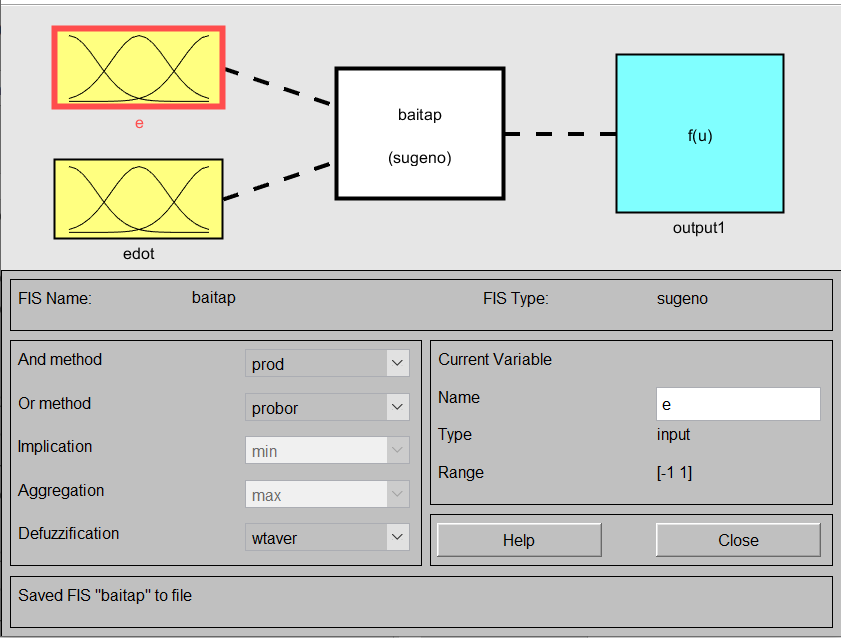 e
edot
baitap
(sugeno)
f(u)
output1
FIS Name: baitap FIS Type: sugeno
And method prod
Or method probor
Implication min
Aggregation max
Defuzzification wtaver
Current Variable
Name e
Type input
Range [-1 1]
Help Close
Saved FIS "baitap" to file